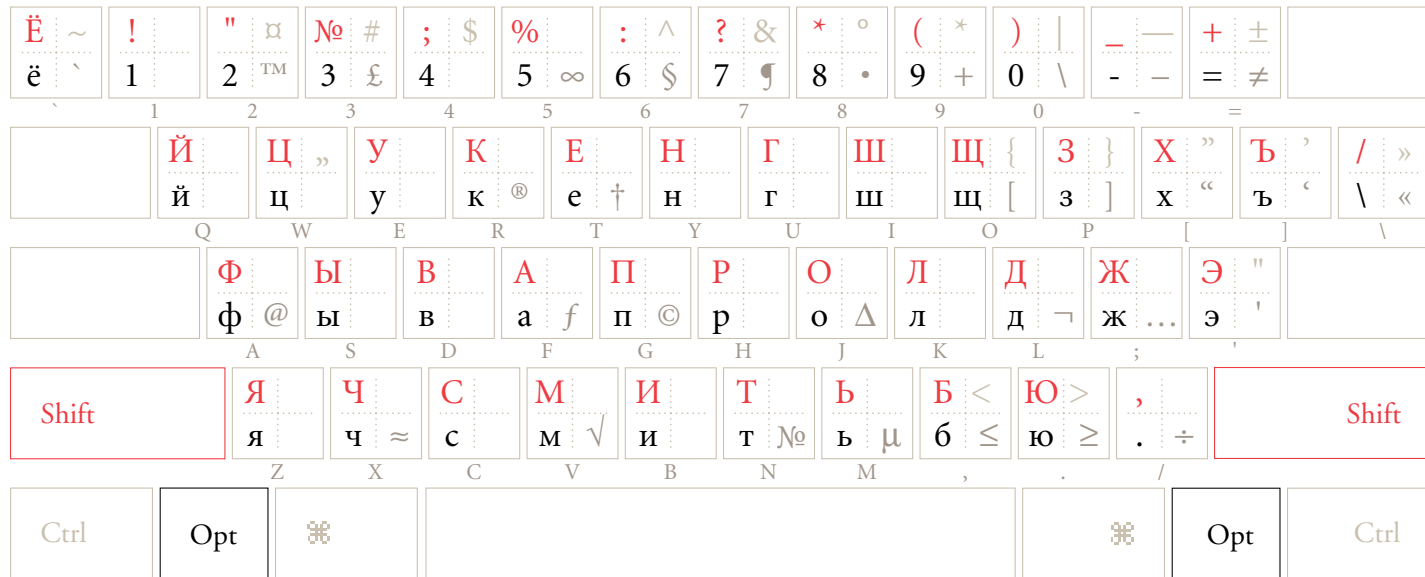 Ё ~ ! " ¤ № # ; $ % : ^ ? & * ° ( * ) | _ — + ±
ё ` 1 2 ™ 3 £ 4 5 ∞ 6 § 7 ¶ 8 • 9 + 0 \ - – = ≠
` 1 2 3 4 5 6 7 8 9 0 - =
Й Ц „ У К Е Н Г Ш Щ { З } Х ” Ъ ’ / »
й ц у к ® е † н г ш щ [ з ] х “ ъ ‘ \ «
Q W E R T Y U I O P [ ] \
Ф Ы В А П Р О Л Д Ж Э "
ф @ ы в а ƒ п © р о ∆ л д ¬ ж … э '
A S D F G H J K L ; '
Shift Я Ч С М И Т Ь Б < Ю > , Shift
я ч ≈ с м √ и т № ь µ б ≤ ю ≥ . ÷
Z X C V B N M , . /
Ctrl Opt ⌘ ⌘ Opt Ctrl